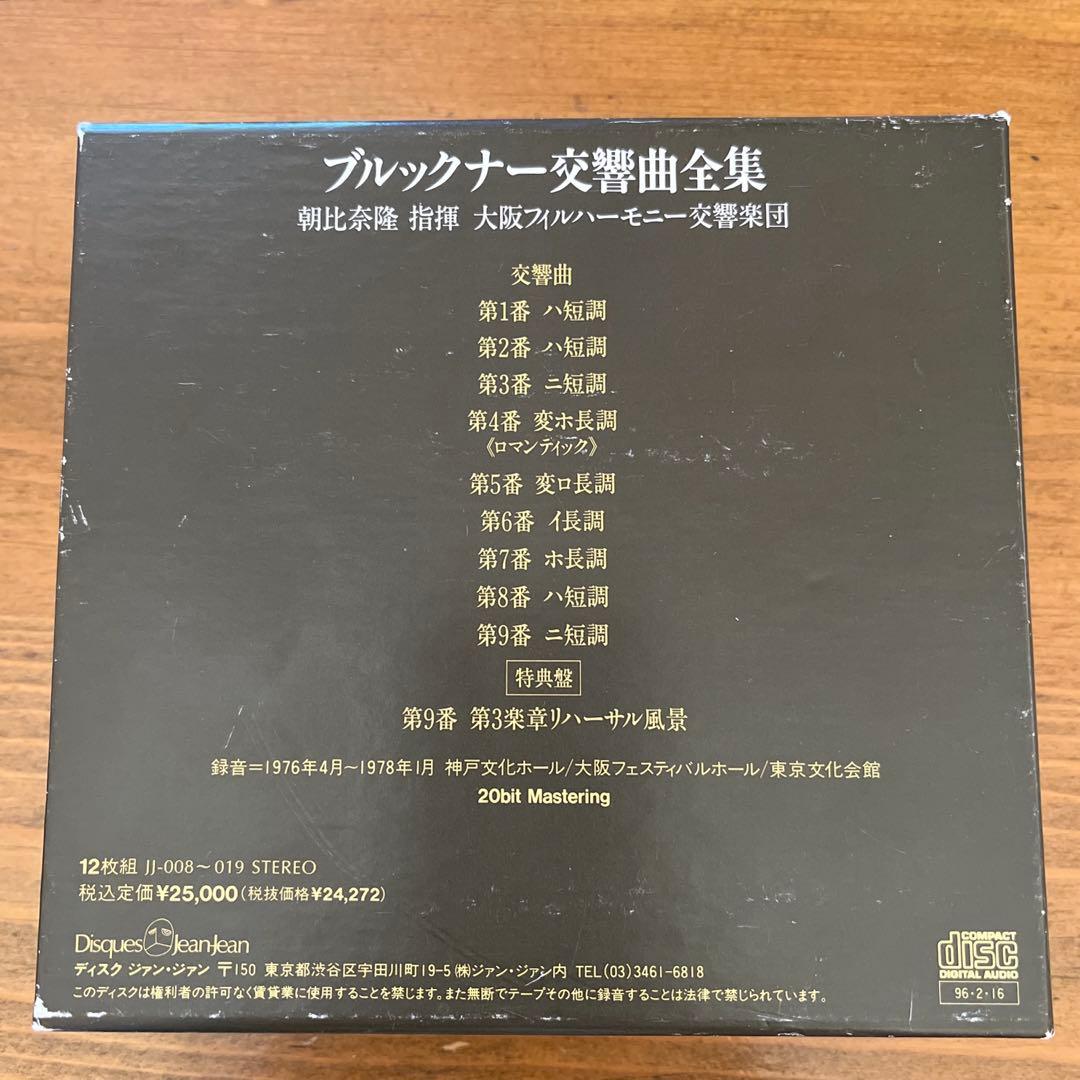 ブルックナー交響曲全集
朝比奈隆 指揮 大阪フィルハーモニー交響楽団
交響曲
第1番 ハ短調
第2番 ハ短調
第3番 ニ短調
第4番 変ホ長調
《ロマンティック》
第5番 変ロ長調
第6番 イ長調
第7番 ホ長調
第8番 ハ短調
第9番 ニ短調
特典盤
第9番 第3楽章リハーサル風景
録音=1976年4月~1978年1月 神戸文化ホール/大阪フェスティバルホール/東京文化会館
20bit Mastering
12枚組 JJ-008~019 STEREO
税込定価¥25,000(税抜価格¥24,272)
Disques JeanJean
ディスク ジァン・ジァン 〒150 東京都渋谷区宇田川町19-5 ㈱ジァン・ジァン内 TEL(03)3461-6818
このディスクは権利者の許可なく賃貸業に使用することを禁じます。また無断でテープその他に録音することは法律で禁じられています。
COMPACT
disc
DIGITAL AUDIO
96・2・16